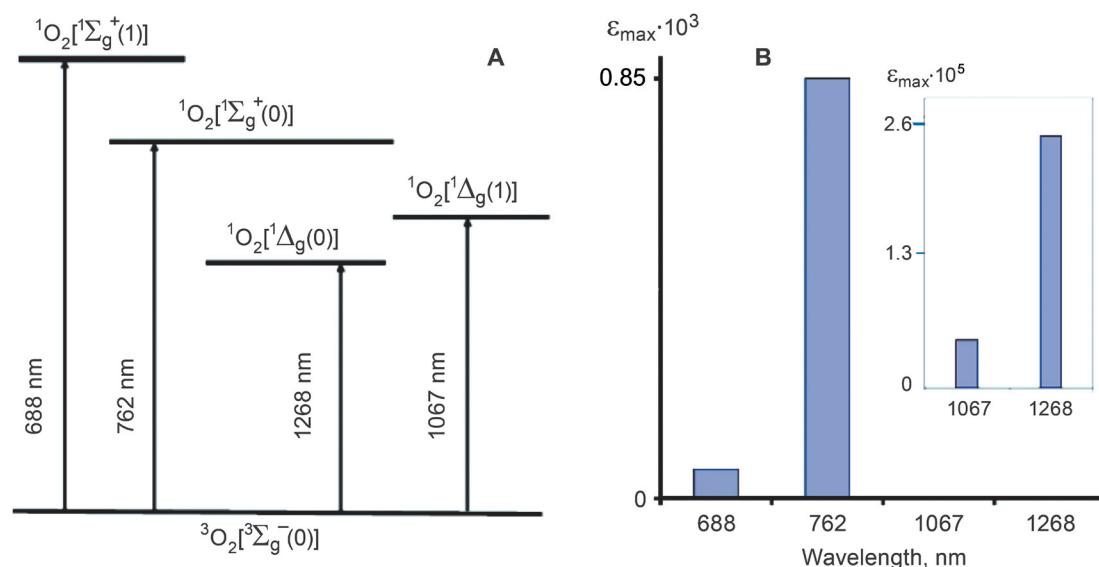 ¹O₂[¹Σg⁺(1)]
A
¹O₂[¹Σg⁺(0)]
¹O₂[¹Δg(1)]
¹O₂[¹Δg(0)]
688 nm
762 nm
1268 nm
1067 nm
³O₂[³Σg⁻(0)]
εmax·10³
B
0.85
0
688
762
1067
1268
Wavelength, nm
εmax·10⁵
2.6
1.3
0
1067
1268